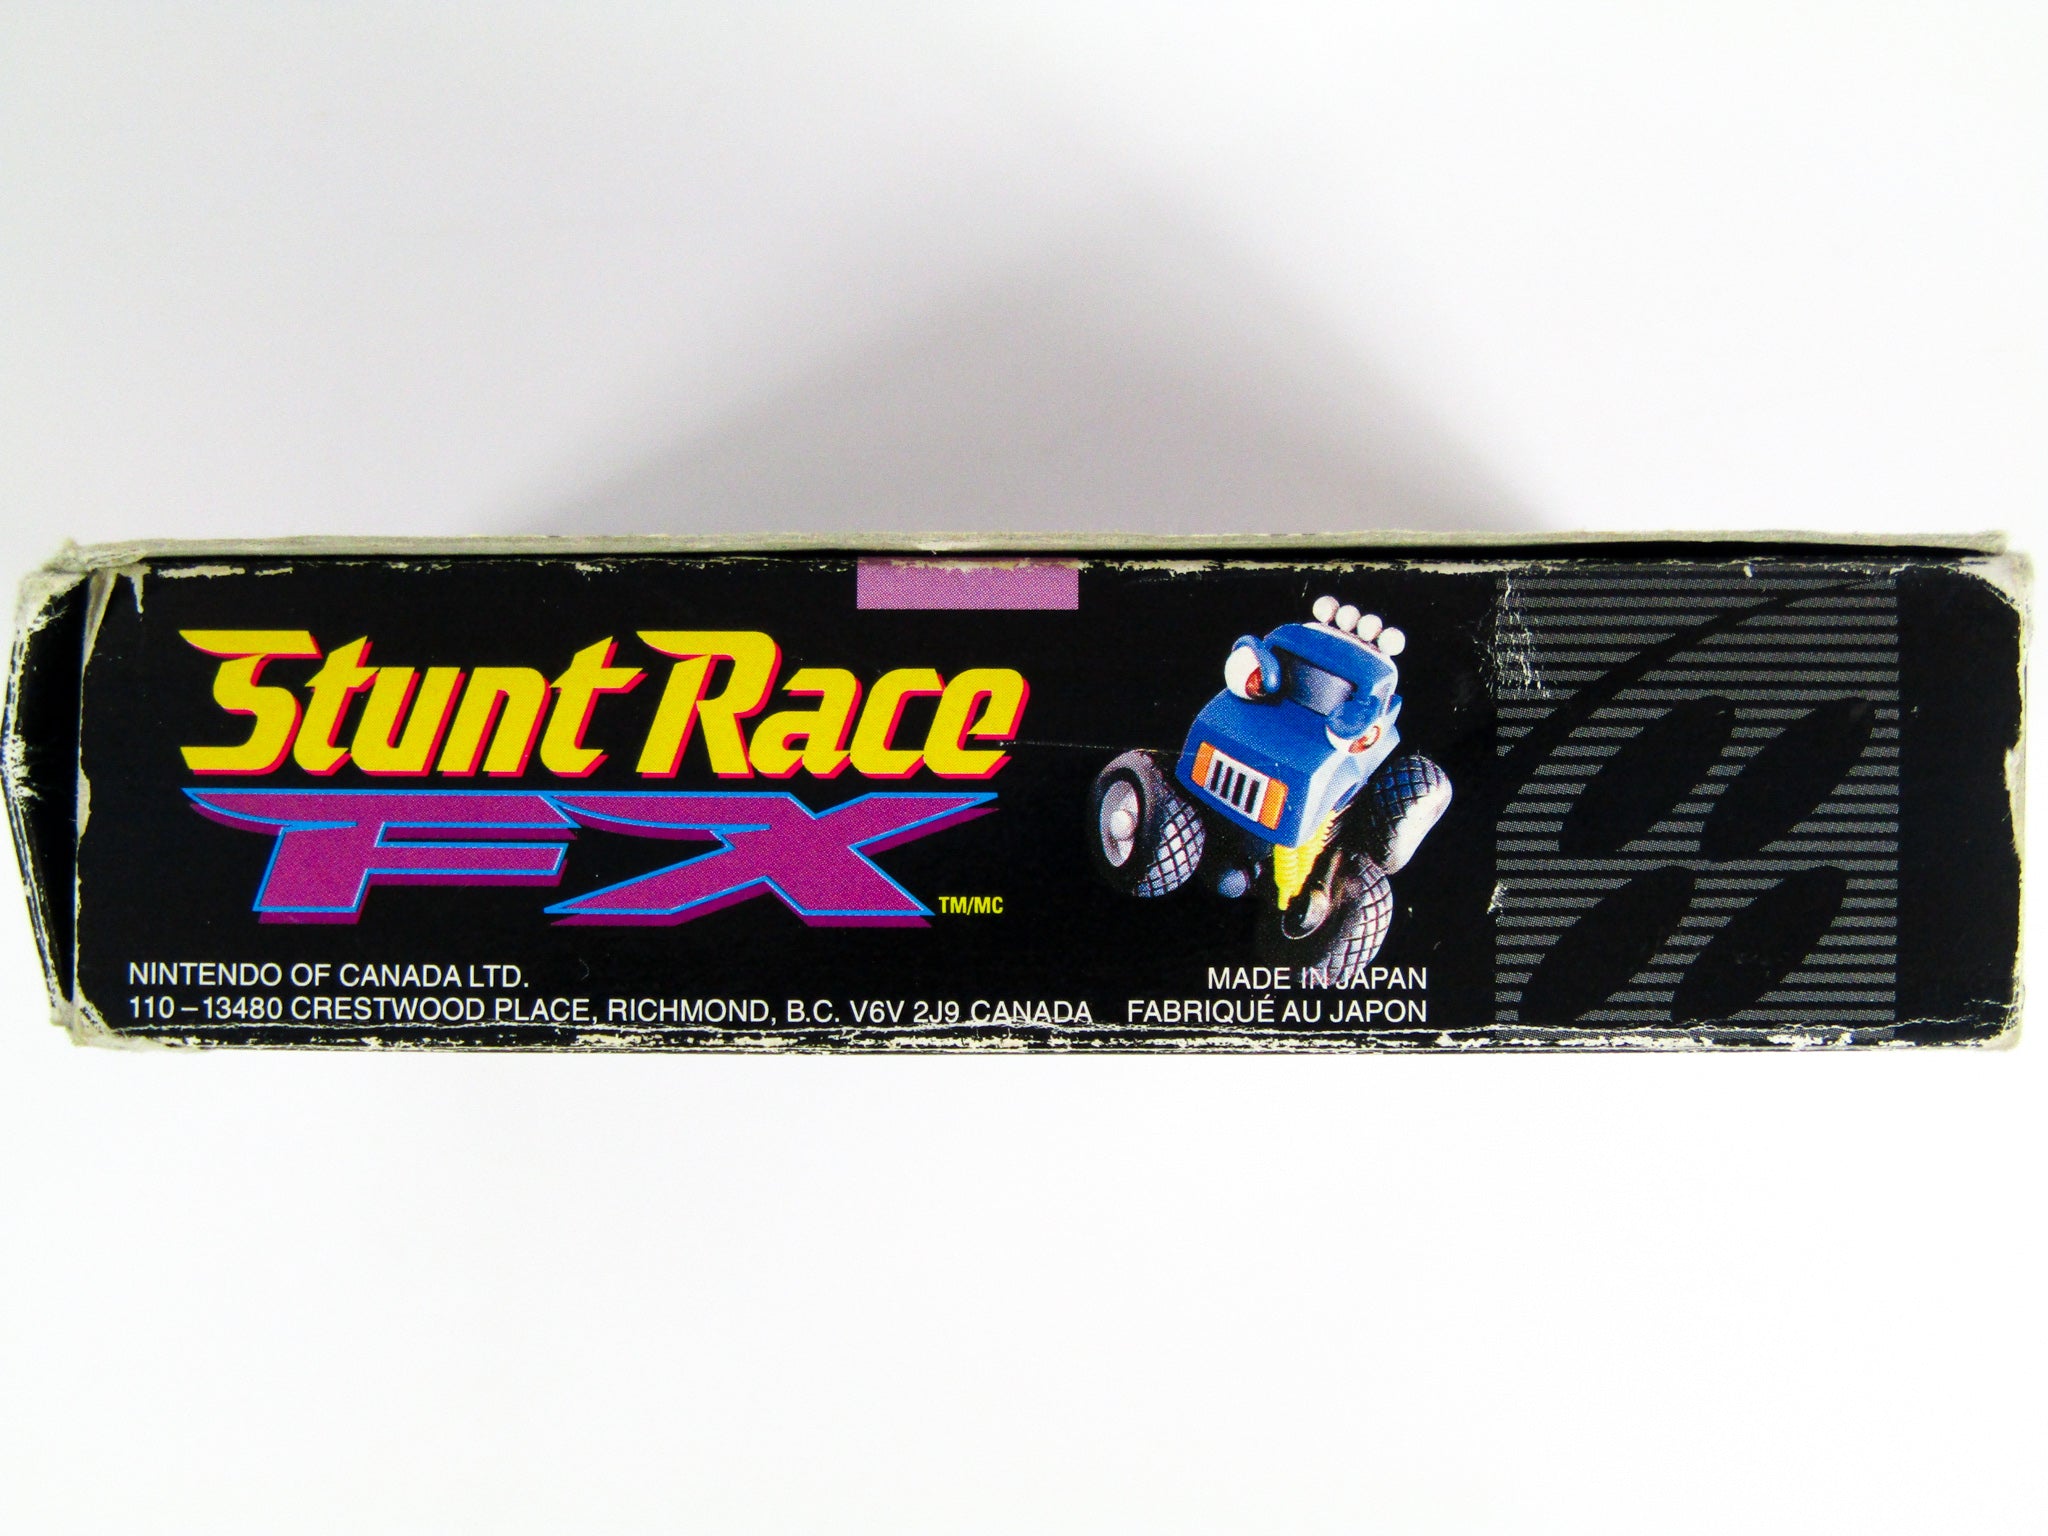 Stunt Race
FX TM/MC
NINTENDO OF CANADA LTD.
110-13480 CRESTWOOD PLACE, RICHMOND, B.C. V6V 2J9 CANADA
MADE IN JAPAN
FABRIQUÉ AU JAPON